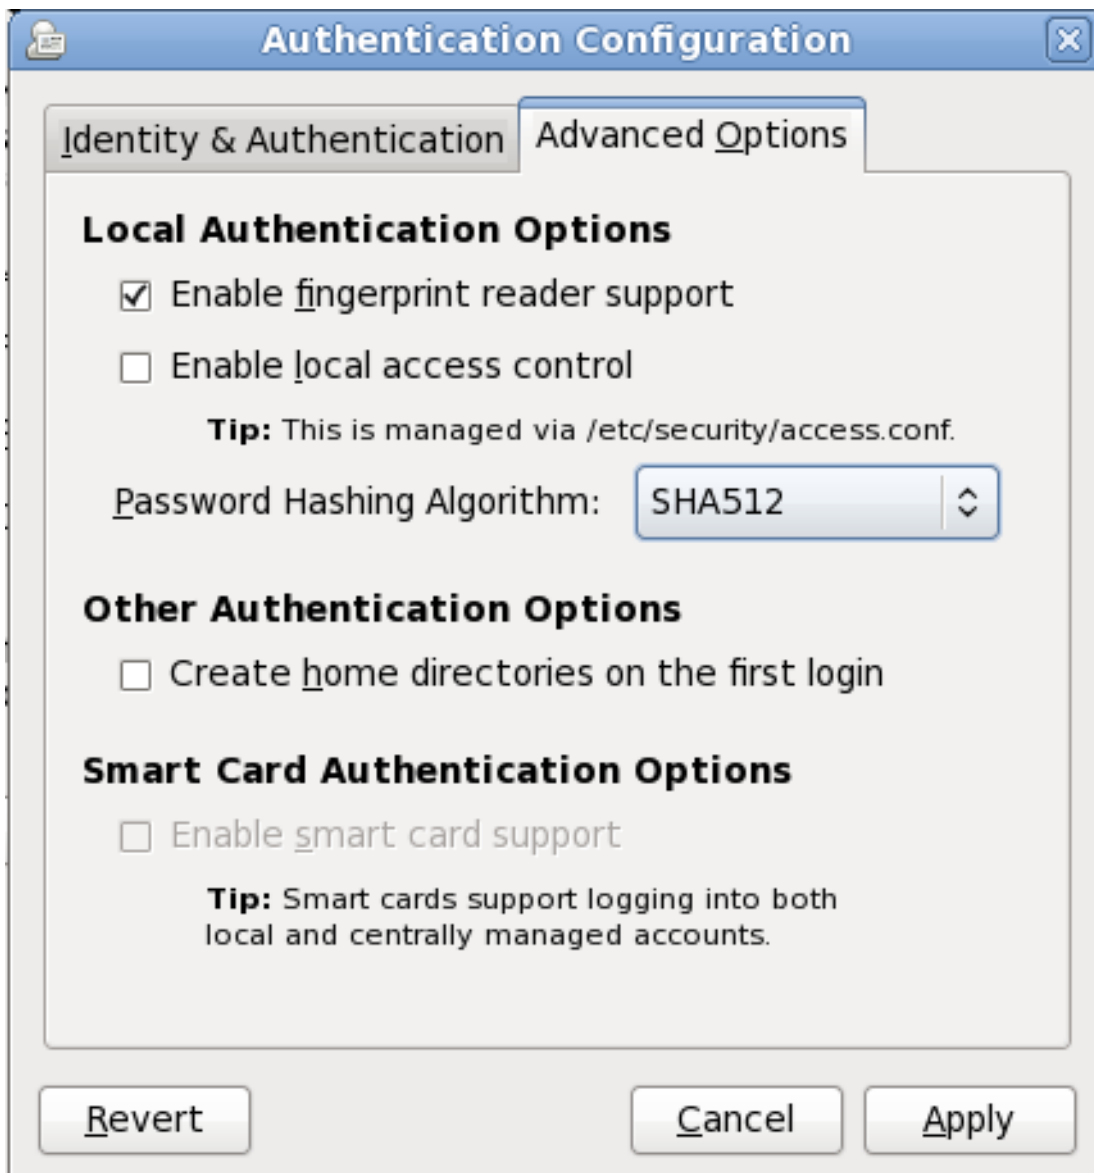 Authentication Configuration
Identity & Authentication
Advanced Options
Local Authentication Options
Enable fingerprint reader support
Enable local access control
Tip: This is managed via /etc/security/access.conf.
Password Hashing Algorithm: SHA512
Other Authentication Options
Create home directories on the first login
Smart Card Authentication Options
Enable smart card support
Tip: Smart cards support logging into both
local and centrally managed accounts.
Revert
Cancel
Apply